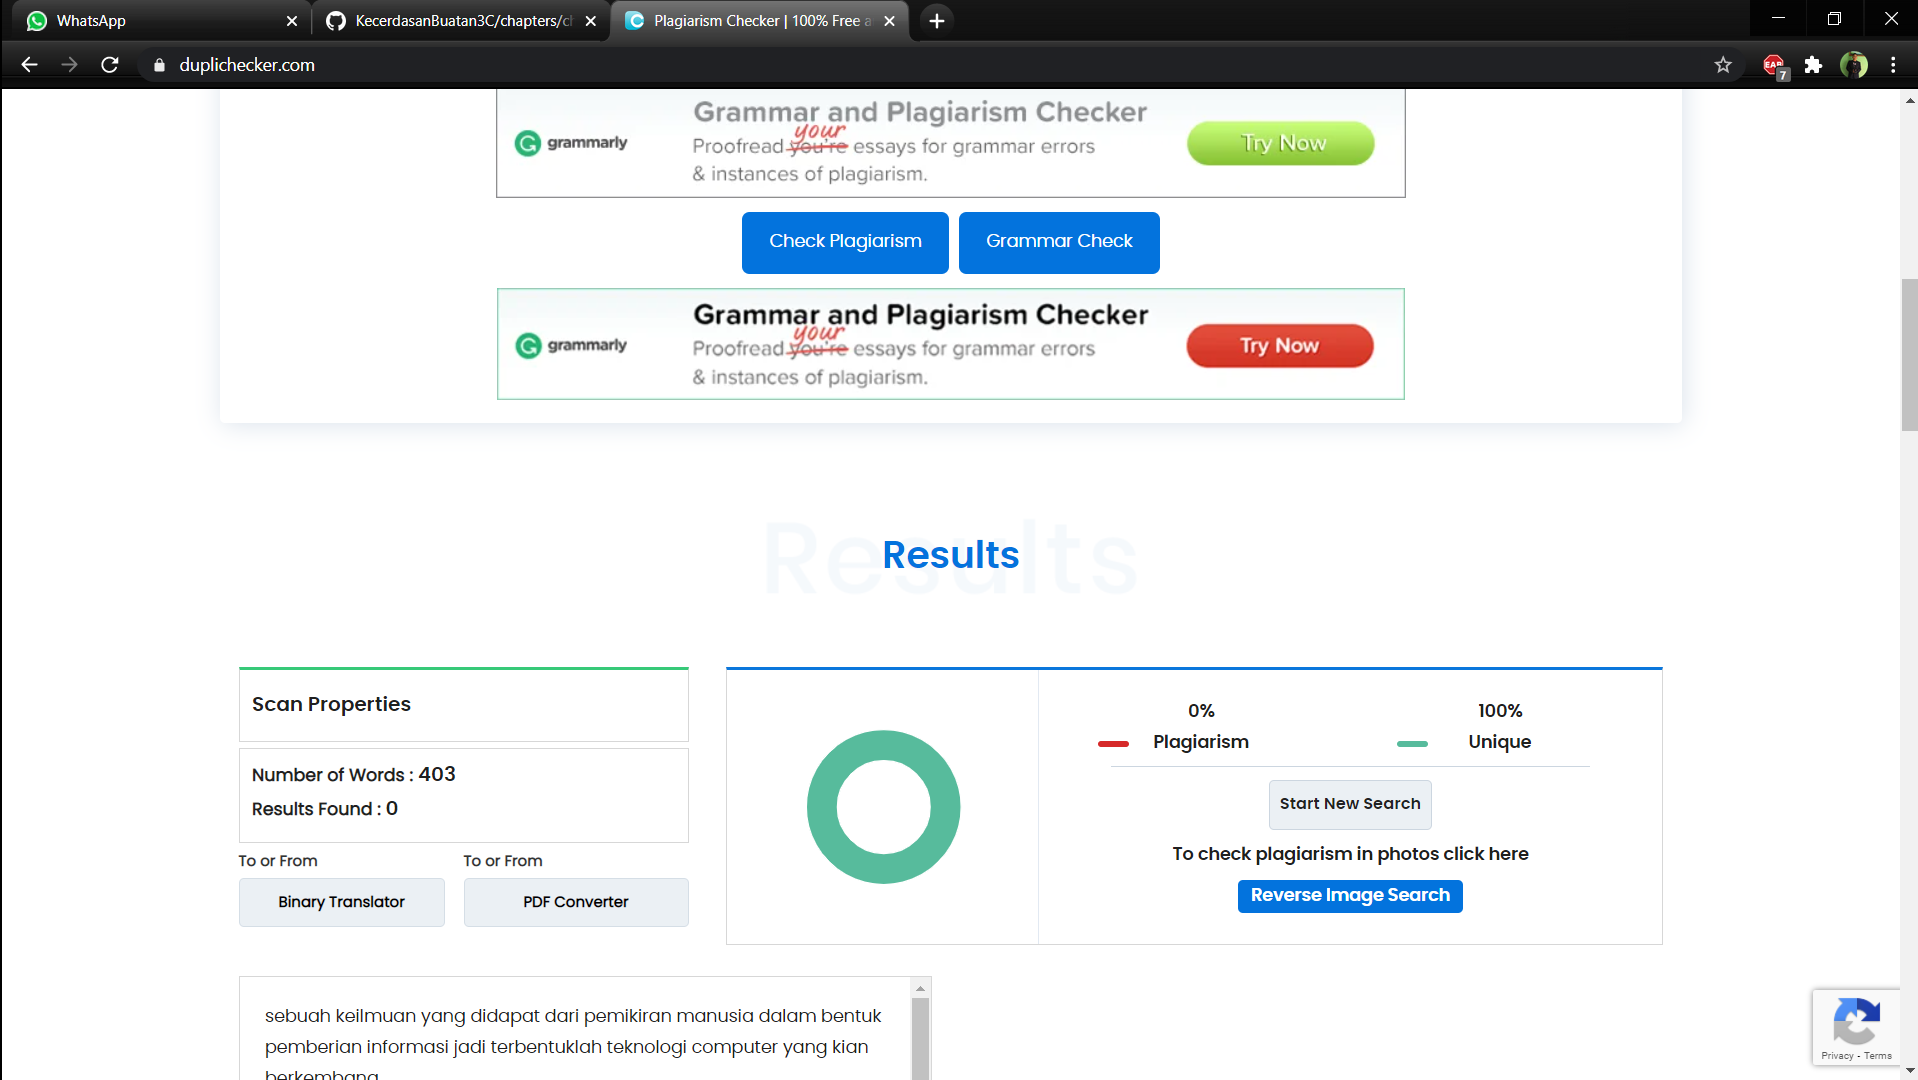 WhatsApp
KecerdasanBuatan3C/chapters/ch
Plagiarism Checker | 100% Free a
duplichecker.com
EAB
7
Grammar and Plagiarism Checker
your
grammarly
Proofread you're essays for grammar errors
& instances of plagiarism.
Try Now
Check Plagiarism
Grammar Check
Grammar and Plagiarism Checker
your
grammarly
Proofread you're essays for grammar errors
& instances of plagiarism.
Try Now
Results
Results
Scan Properties
Number of Words : 403
Results Found : 0
To or From
To or From
Binary Translator
PDF Converter
0%
100%
Plagiarism
Unique
Start New Search
To check plagiarism in photos click here
Reverse Image Search
sebuah keilmuan yang didapat dari pemikiran manusia dalam bentuk
pemberian informasi jadi terbentuklah teknologi computer yang kian
berkembang
Privacy - Terms